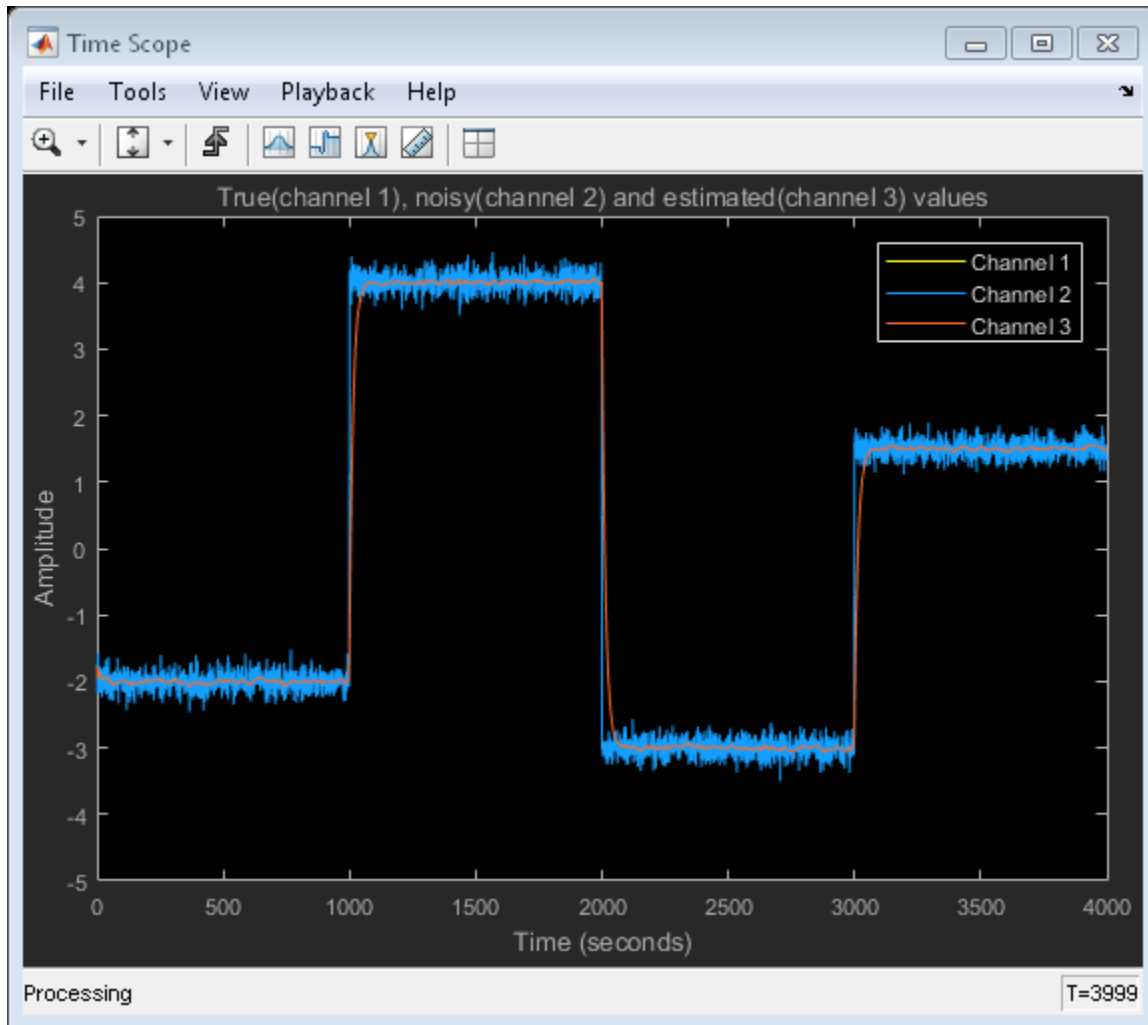 Time Scope
File Tools View Playback Help
True(channel 1), noisy(channel 2) and estimated(channel 3) values
Channel 1
Channel 2
Channel 3
Amplitude
5
4
3
2
1
0
-1
-2
-3
-4
-5
0 500 1000 1500 2000 2500 3000 3500 4000
Time (seconds)
Processing T=3999